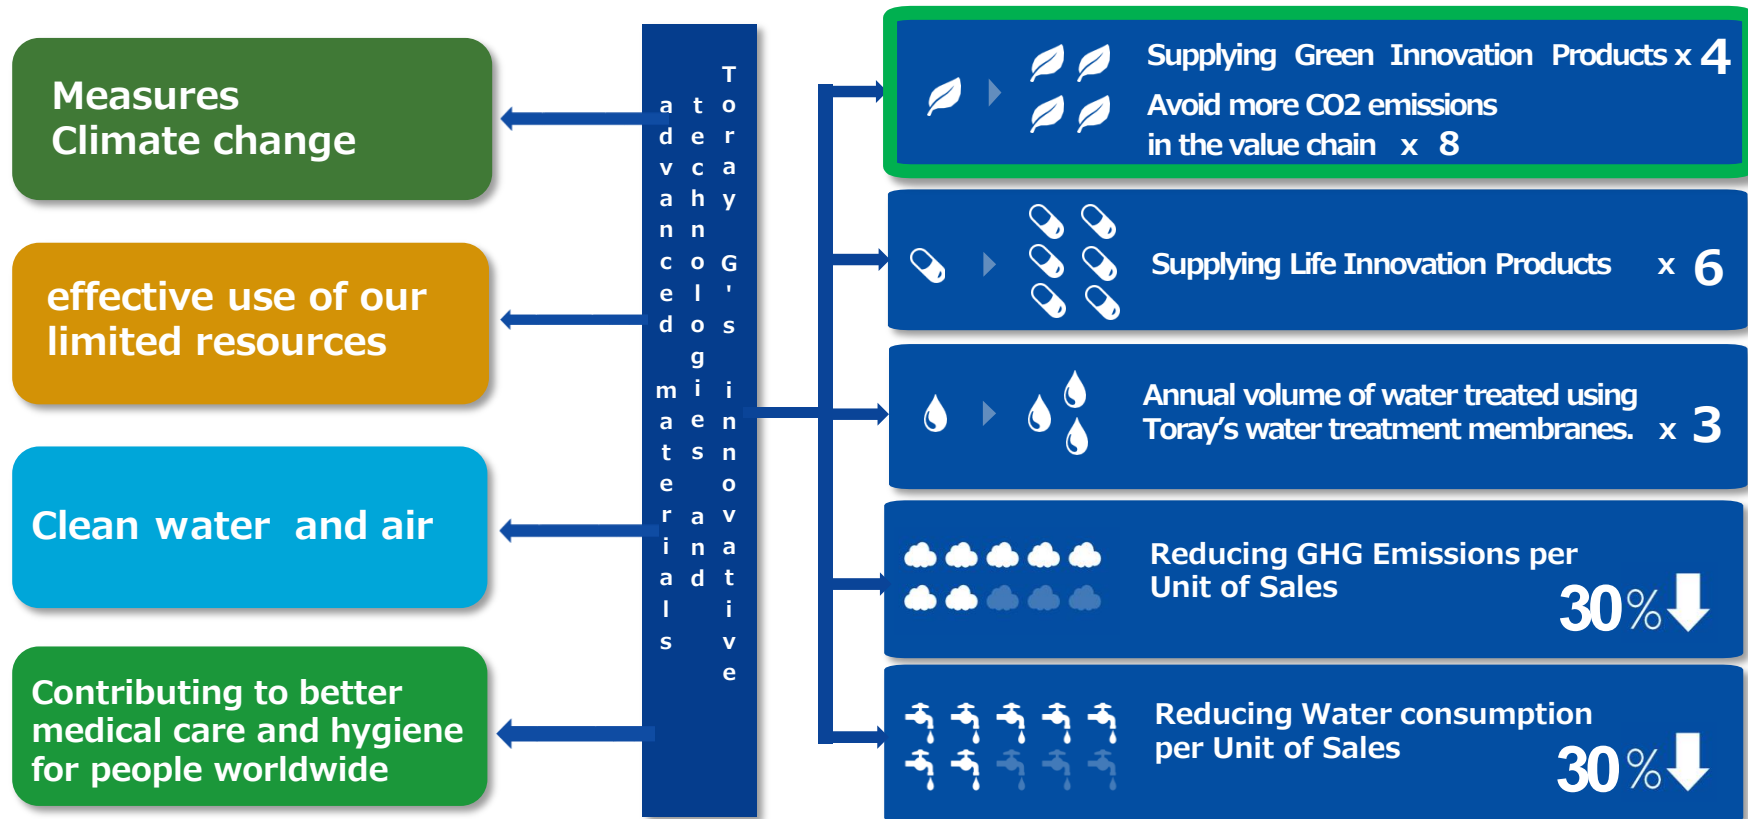 Measures
Climate change
effective use of our
limited resources
Clean water and air
Contributing to better
medical care and hygiene
for people worldwide
Toray G's innovative
technologies and
advanced materials
Supplying Green Innovation Products x 4
Avoid more CO2 emissions
in the value chain x 8
Supplying Life Innovation Products x 6
Annual volume of water treated using
Toray’s water treatment membranes. x 3
Reducing GHG Emissions per
Unit of Sales
30%
Reducing Water consumption
per Unit of Sales
30%